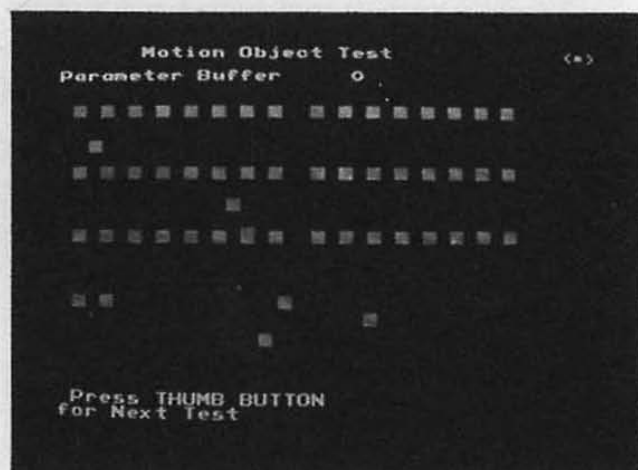 Motion Object Test
Parameter Buffer 0
Press THUMB BUTTON
for Next Test